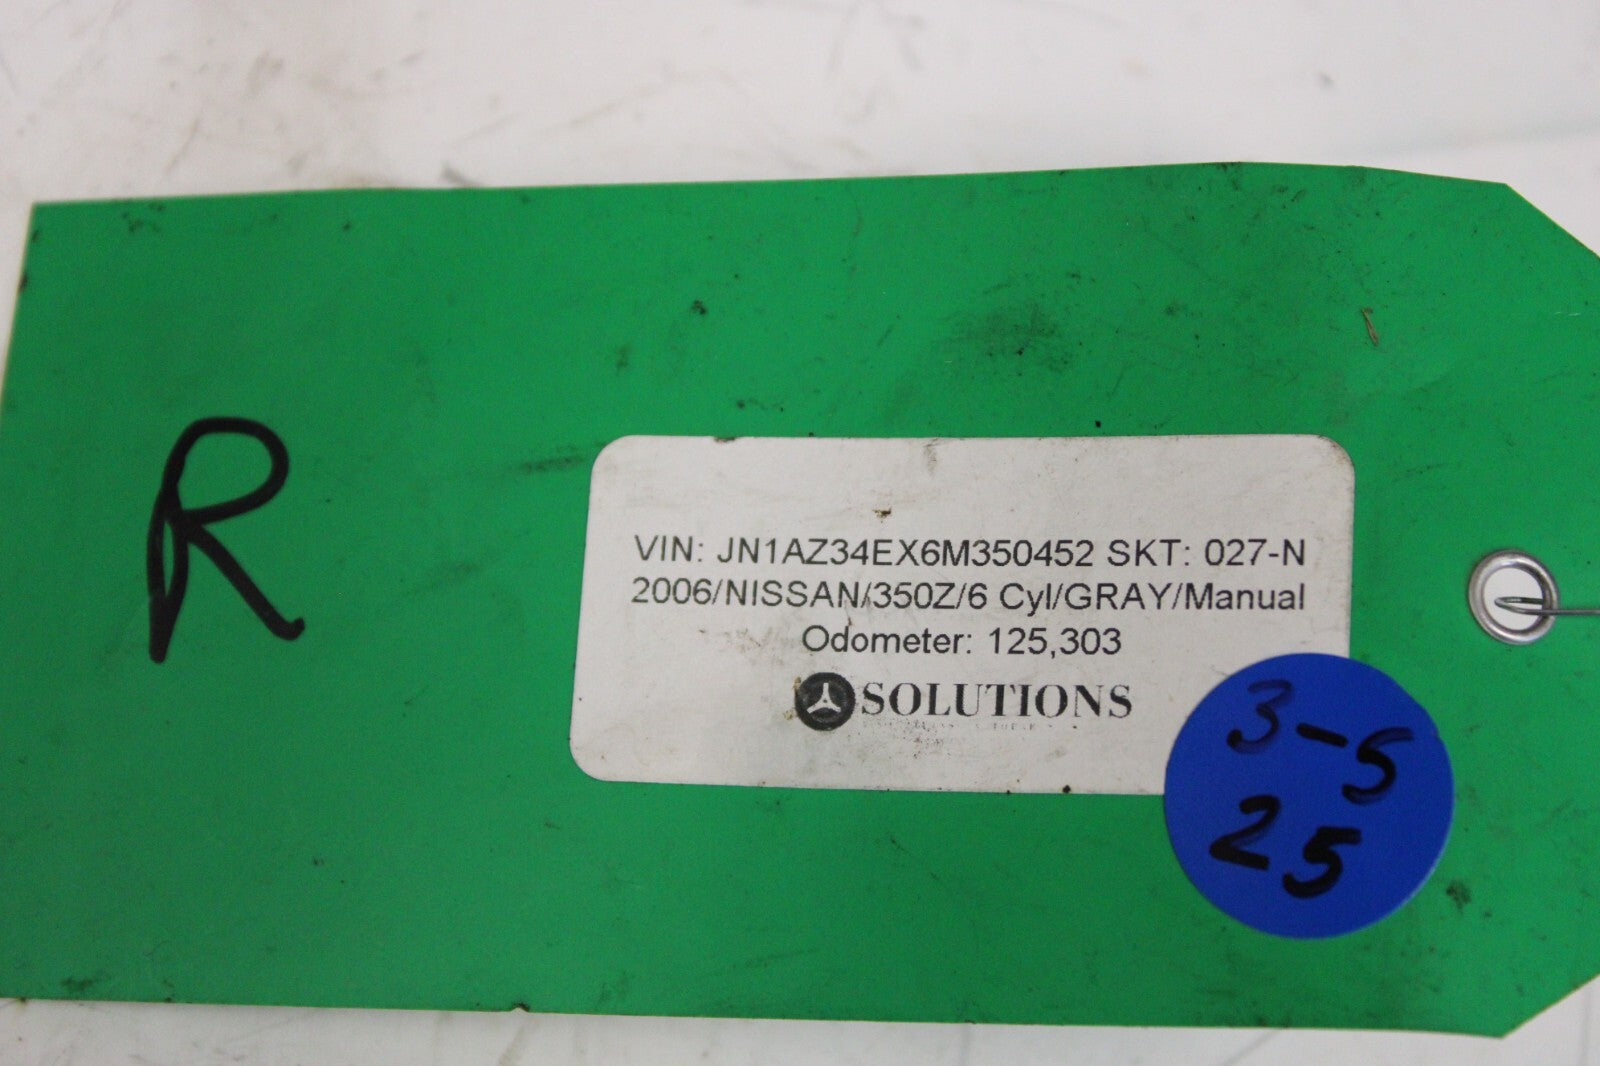 R
VIN: JN1AZ34EX6M350452 SKT: 027-N
2006/NISSAN/350Z/6 Cyl/GRAY/Manual
Odometer: 125,303
SOLUTIONS
3-5
25